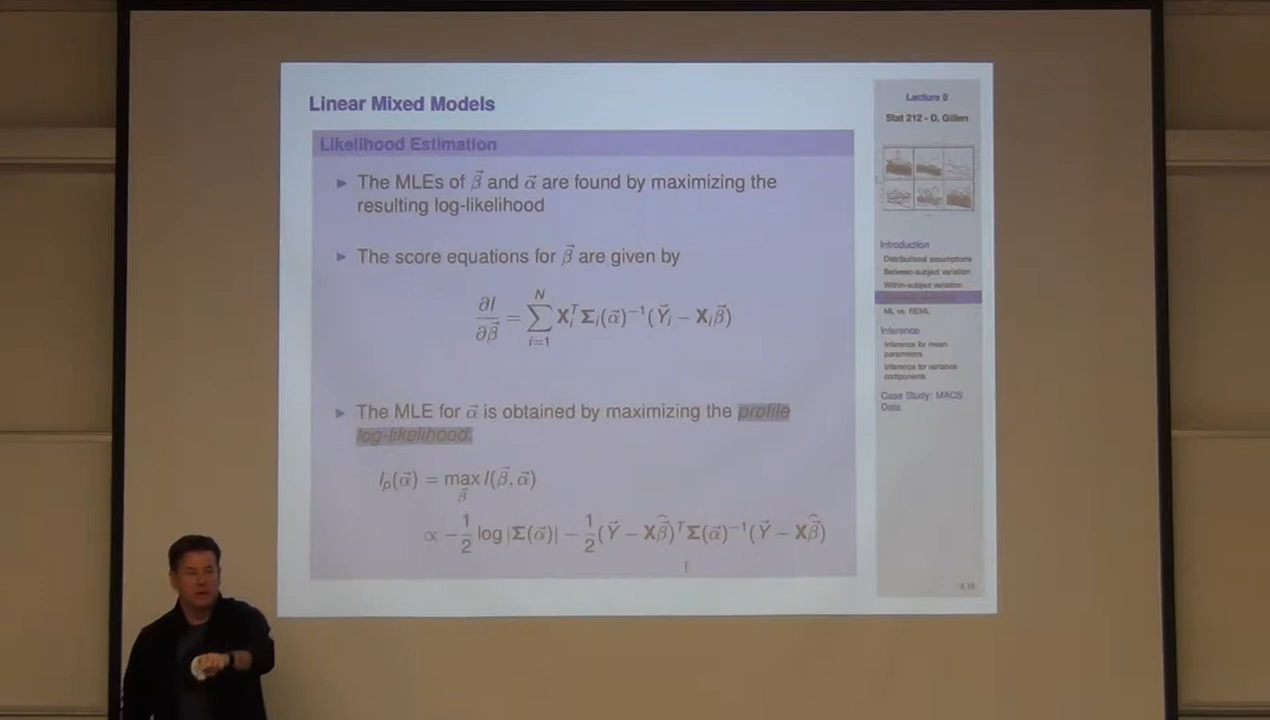 Linear Mixed Models
Likelihood Estimation
► The MLEs of β⃗ and α⃗ are found by maximizing the
resulting log-likelihood
► The score equations for β⃗ are given by
∂l/∂β⃗ = ∑_{i=1}^{N} X_i^T Σ_i(α⃗)^{-1}(Y⃗_i − X_iβ⃗)
► The MLE for α⃗ is obtained by maximizing the profile
log-likelihood.
l_p(α⃗) = max_{β⃗} l(β⃗, α⃗)
∝ −1/2 log |Σ(α⃗)| − 1/2 (Y⃗ − Xβ⃗̂)^T Σ(α⃗)^{-1}(Y⃗ − Xβ⃗̂)
Lecture 9
Stat 212 - D. Gillen
Introduction
Distributional assumptions
Between-subject variation
Within-subject variation
ML vs. REML
Inference
Inference for mean
parameters
Inference for variance
components
Case Study: MACS
Data